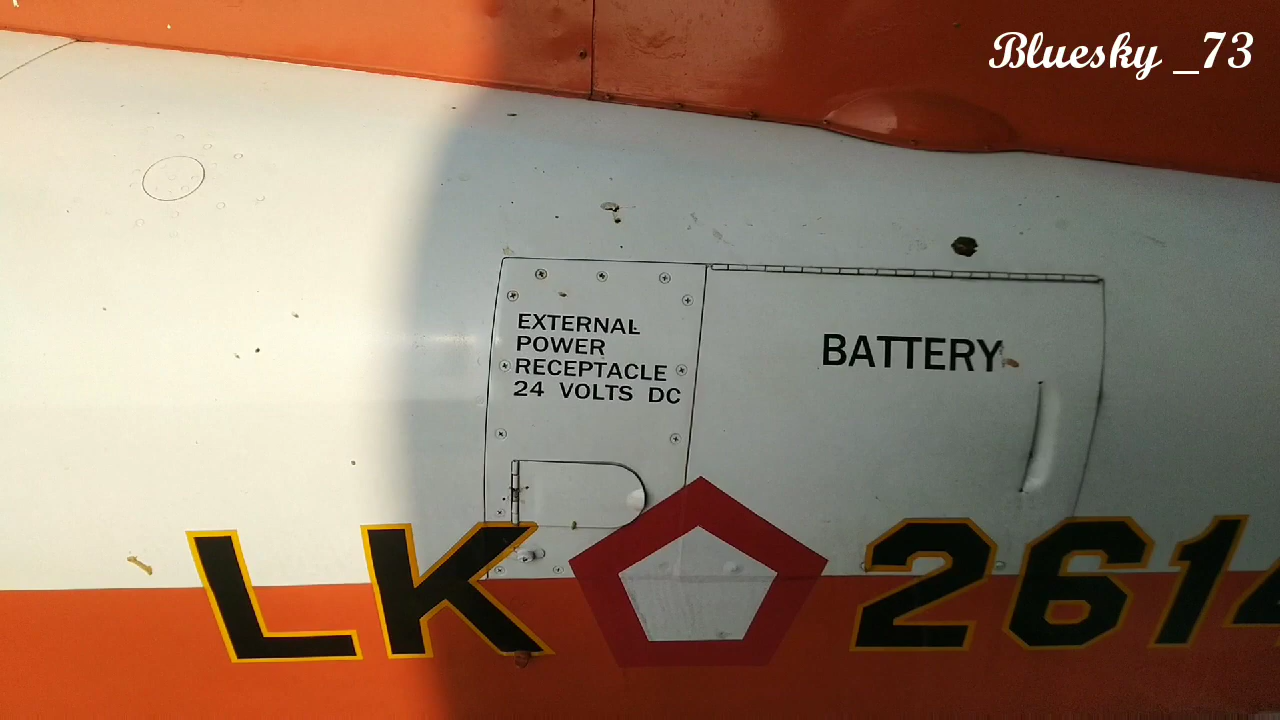 Bluesky _73
EXTERNAL
POWER
RECEPTACLE
24 VOLTS DC
BATTERY
LK 261